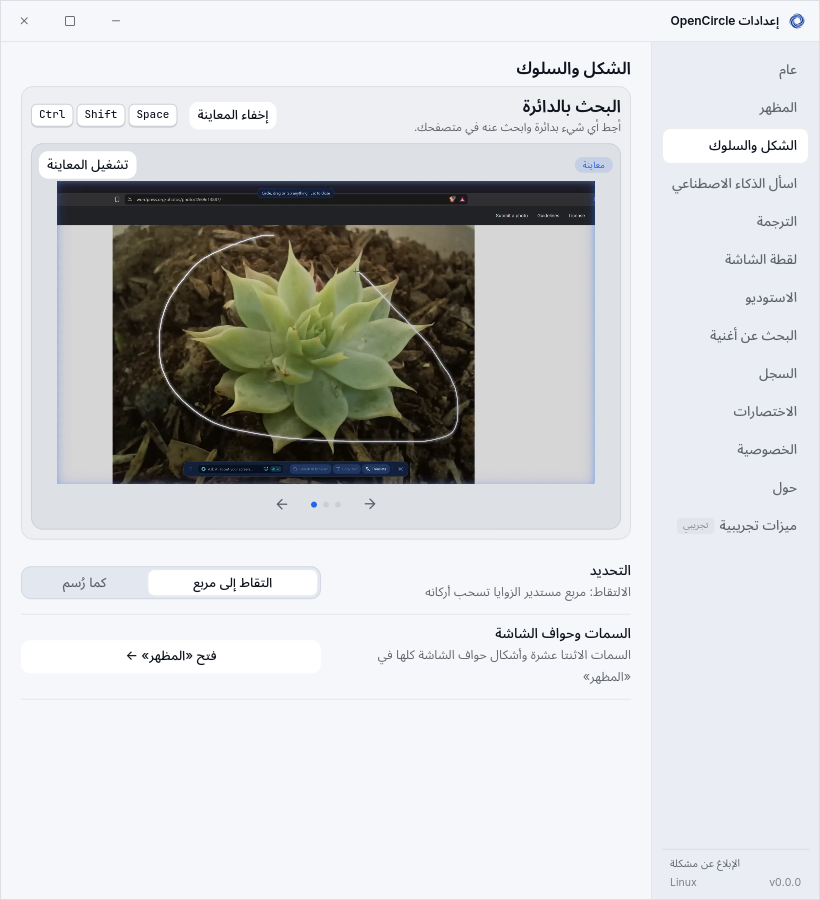 إعدادات OpenCircle
عام
المظهر
الشكل والسلوك
اسأل الذكاء الاصطناعي
الترجمة
لقطة الشاشة
الاستوديو
البحث عن أغنية
السجل
الاختصارات
الخصوصية
حول
ميزات تجريبية تجريبي
الإبلاغ عن مشكلة
v0.0.0 Linux
الشكل والسلوك
البحث بالدائرة
أحِط أي شيء بدائرة وابحث عنه في متصفحك.
إخفاء المعاينة
Ctrl Shift Space
معاينة
تشغيل المعاينة
Submit a photo Guidelines License
التحديد
الالتقاط: مربع مستدير الزوايا تسحب أركانه
التقاط إلى مربع
كما رُسم
السمات وحواف الشاشة
السمات الاثنتا عشرة وأشكال حواف الشاشة كلها في
«المظهر»
فتح «المظهر» ←